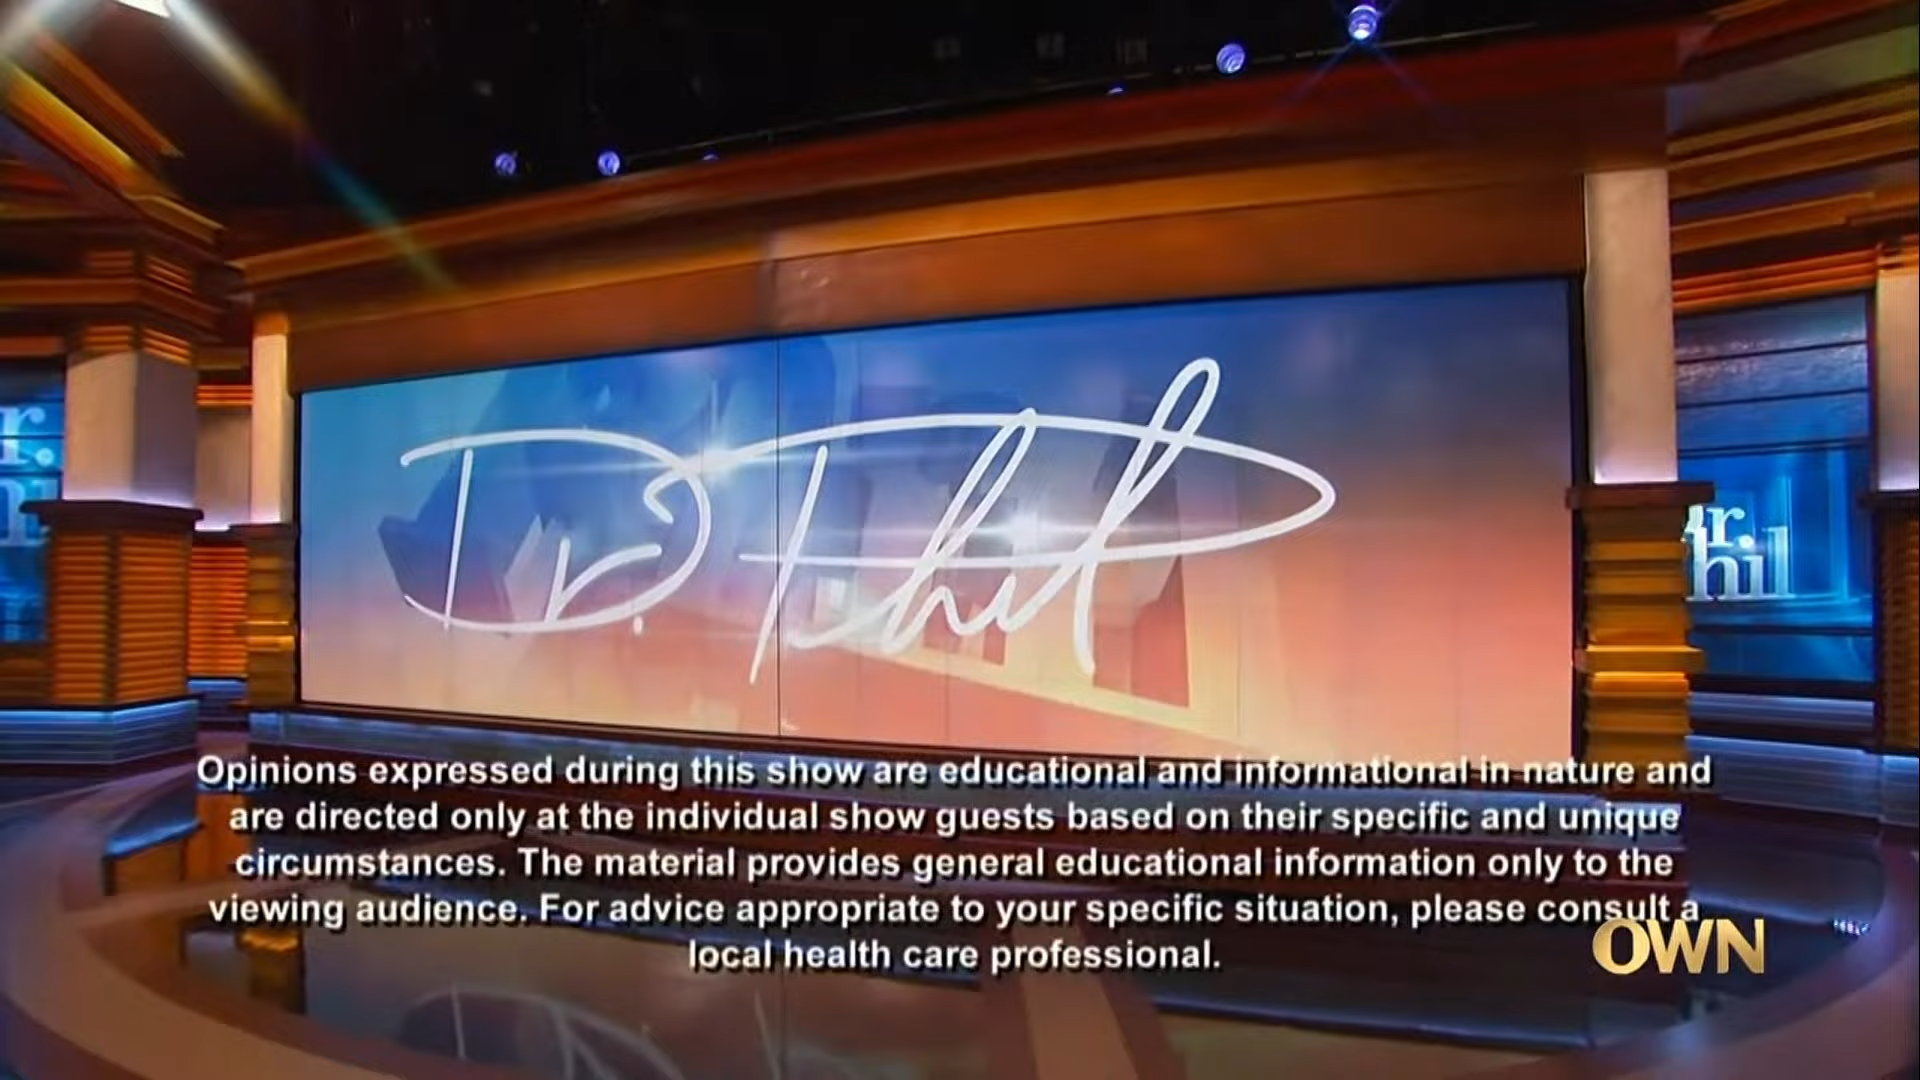 Dr. Phil
r.
hil
Opinions expressed during this show are educational and informational in nature and
are directed only at the individual show guests based on their specific and unique
circumstances. The material provides general educational information only to the
viewing audience. For advice appropriate to your specific situation, please consult a
local health care professional.
OWN